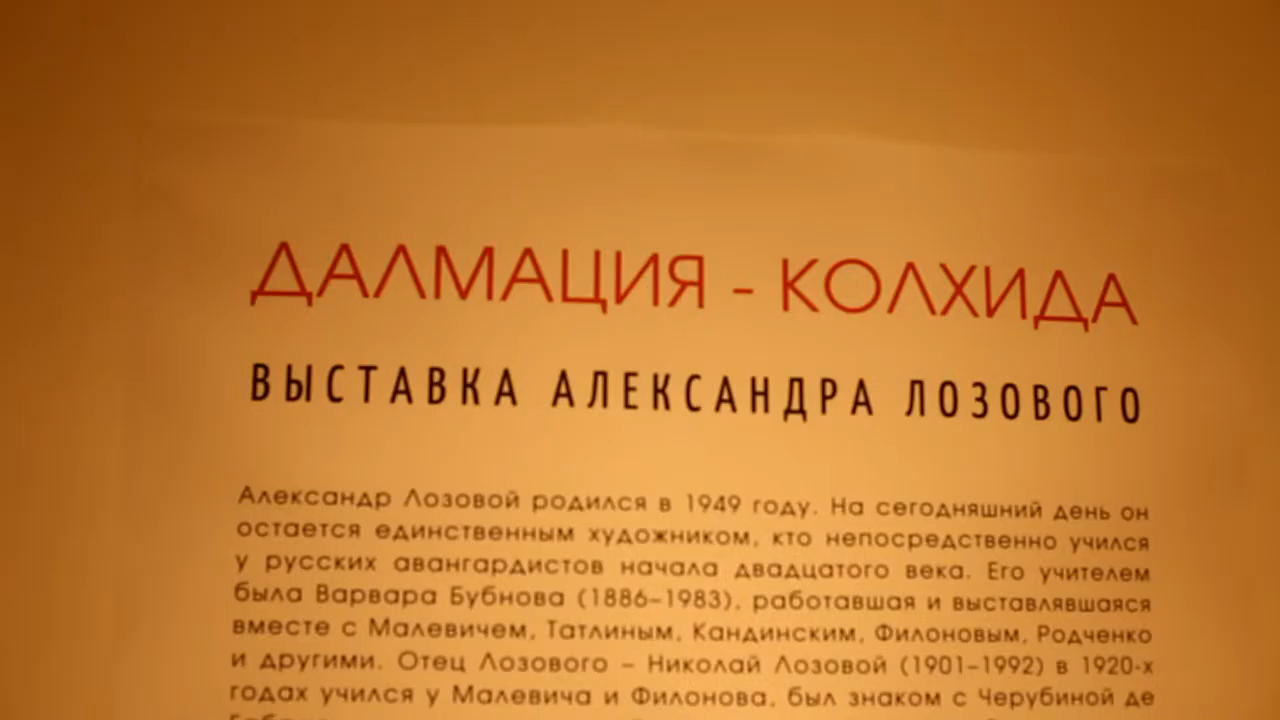 ДАЛМАЦИЯ - КОЛХИДА
ВЫСТАВКА АЛЕКСАНДРА ЛОЗОВОГО
Александр Лозовой родился в 1949 году. На сегодняшний день он
остается единственным художником, кто непосредственно учился
у русских авангардистов начала двадцатого века. Его учителем
была Варвара Бубнова (1886–1983), работавшая и выставлявшаяся
вместе с Малевичем, Татлиным, Кандинским, Филоновым, Родченко
и другими. Отец Лозового – Николай Лозовой (1901–1992) в 1920-х
годах учился у Малевича и Филонова, был знаком с Черубиной де